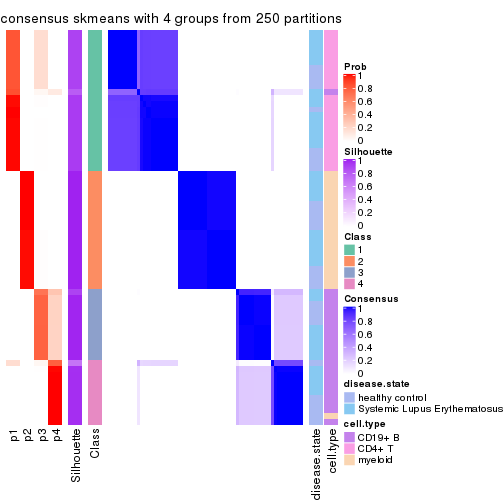 consensus skmeans with 4 groups from 250 partitions
Prob
1
0.8
0.6
0.4
0.2
0
Silhouette
1
0.8
0.6
0.4
0.2
0
Class
1
2
3
4
Consensus
1
0.8
0.6
0.4
0.2
0
disease.state
healthy control
Systemic Lupus Erythematosus
cell.type
CD19+ B
CD4+ T
myeloid
p1
p2
p3
p4
Silhouette
Class
disease.state
cell.type